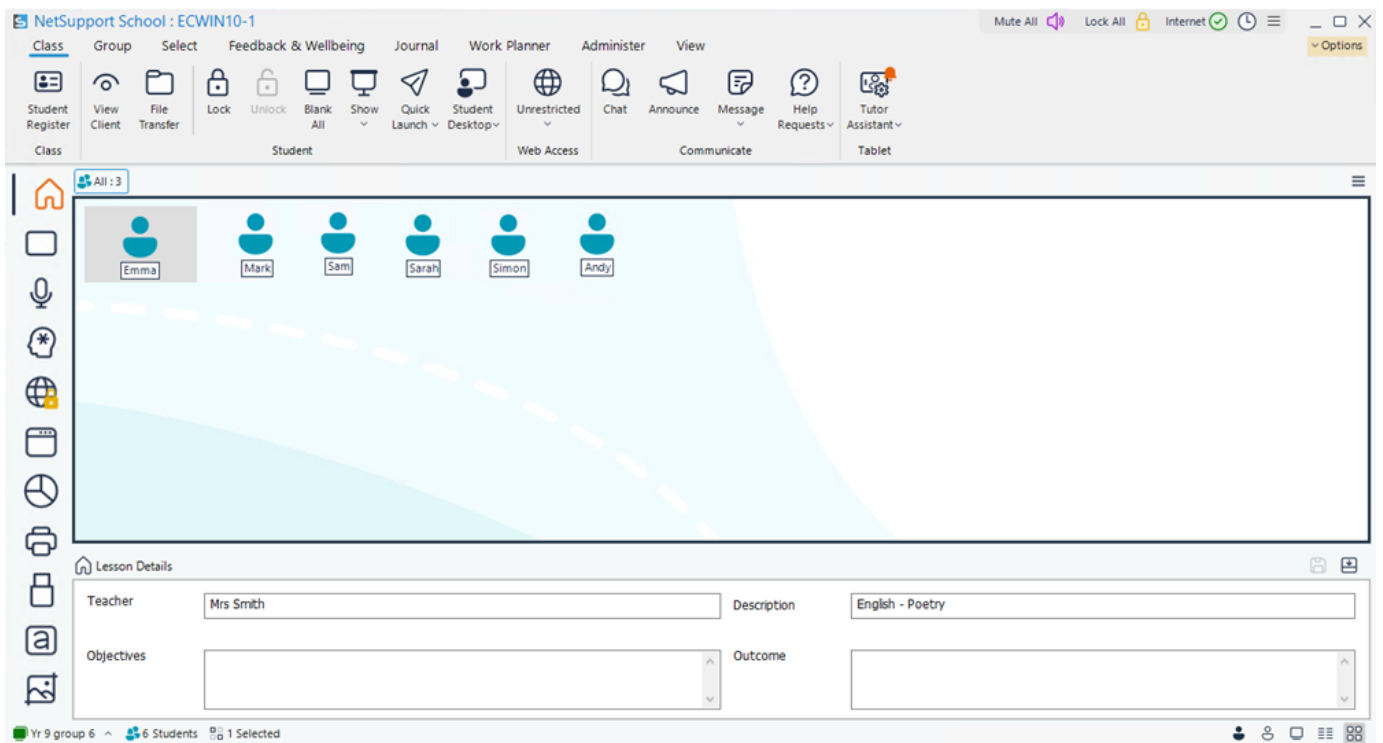 NetSupport School : ECWIN10-1
Mute All
Lock All
Internet
Class Group Select Feedback & Wellbeing Journal Work Planner Administer View
Options
Student Register
View Client
File Transfer
Lock
Unlock
Blank All
Show
Quick Launch
Student Desktop
Unrestricted
Chat
Announce
Message
Help Requests
Tutor Assistant
Class Student Web Access Communicate Tablet
All : 3
Emma Mark Sam Sarah Simon Andy
a
Lesson Details
Teacher Mrs Smith Description English - Poetry
Objectives Outcome
Yr 9 group 6 6 Students 1 Selected